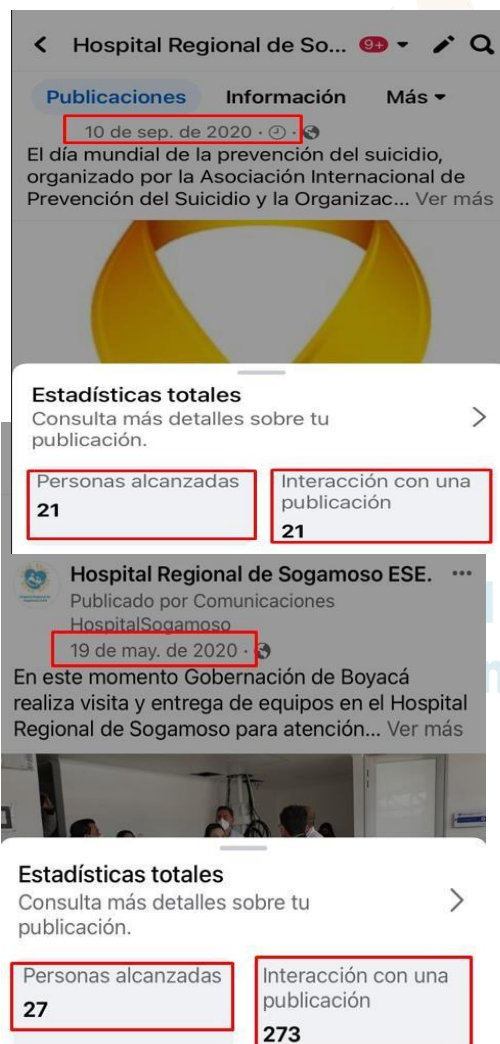 Hospital Regional de So... 9+
Publicaciones Información Más
10 de sep. de 2020
El día mundial de la prevención del suicidio,
organizado por la Asociación Internacional de
Prevención del Suicidio y la Organizac... Ver más
Estadísticas totales
Consulta más detalles sobre tu
publicación.
Personas alcanzadas
21
Interacción con una
publicación
21
Hospital Regional de Sogamoso ESE. ...
Publicado por Comunicaciones
HospitalSogamoso
19 de may. de 2020
En este momento Gobernación de Boyacá
realiza visita y entrega de equipos en el Hospital
Regional de Sogamoso para atención... Ver más
Estadísticas totales
Consulta más detalles sobre tu
publicación.
Personas alcanzadas
27
Interacción con una
publicación
273